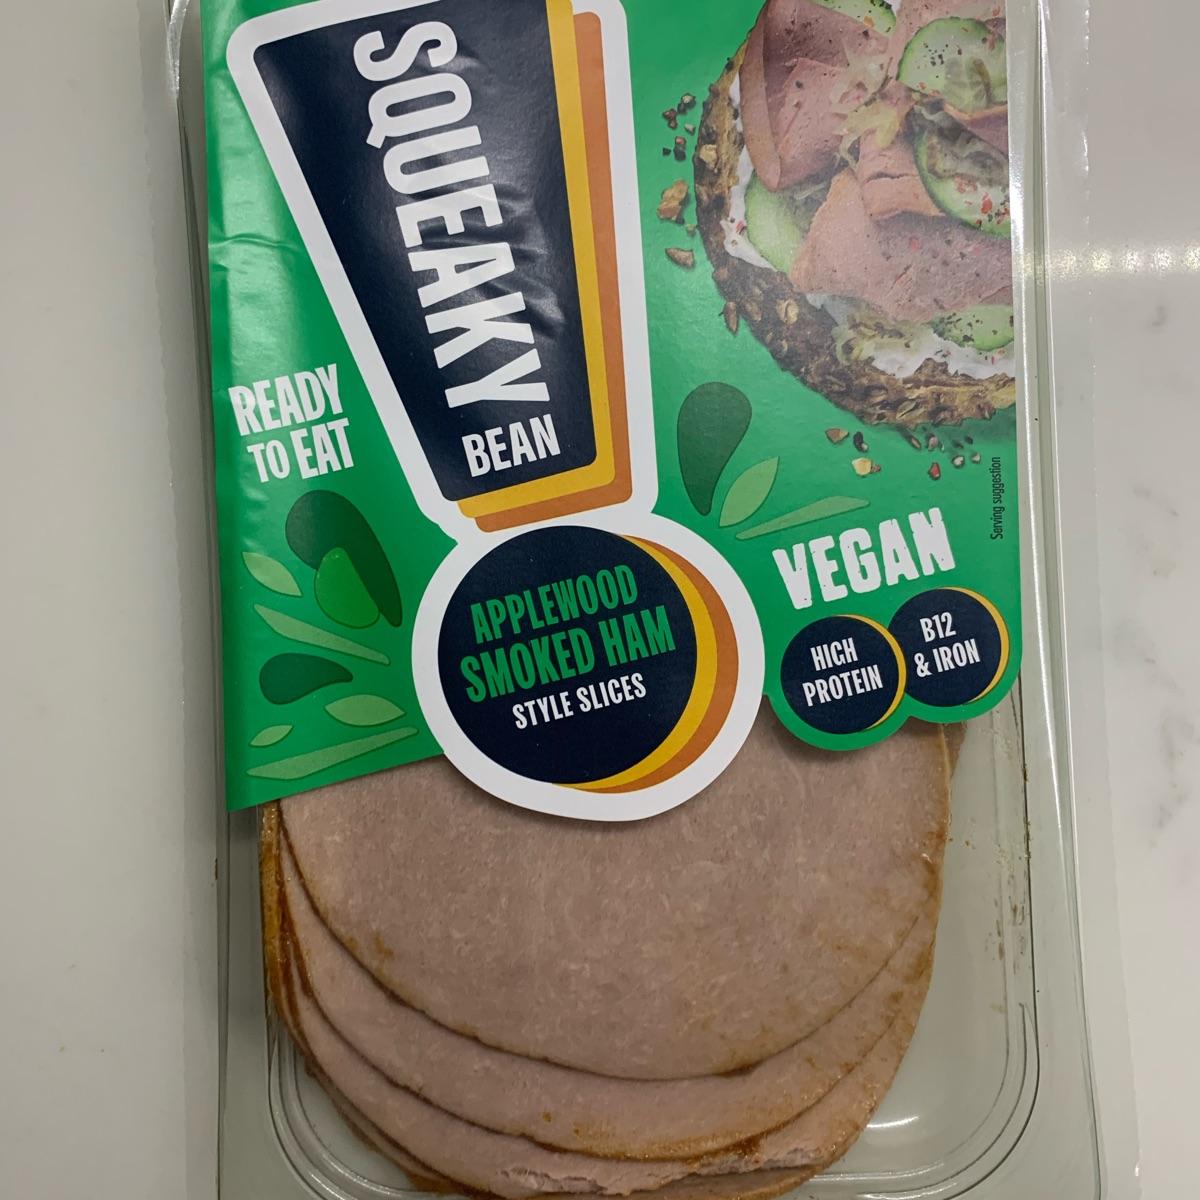 SQUEAKY
BEAN
READY
TO EAT
Serving suggestion
VEGAN
HIGH
PROTEIN
B12
& IRON
APPLEWOOD
SMOKED HAM
STYLE SLICES